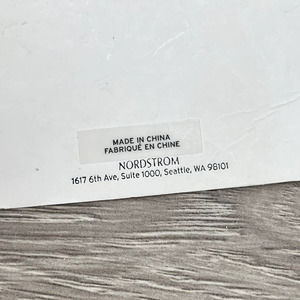 MADE IN CHINA
FABRIQUÉ EN CHINE
NORDSTROM
1617 6th Ave, Suite 1000, Seattle, WA 98101